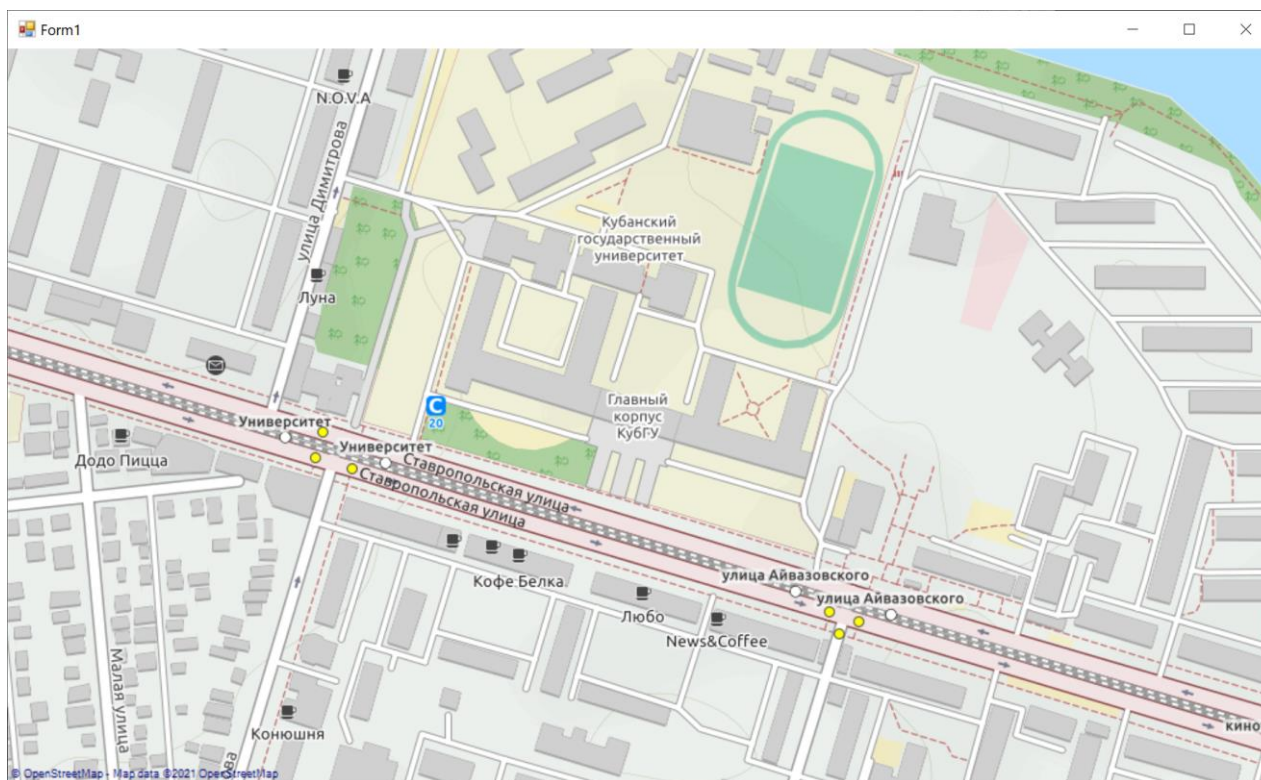 Form1
N.O.V.A
улица Димитрова
Кубанский
государственный
университет
Луна
Главный
корпус
КубГУ
C
20
Университет
Университет
Додо Пицца
Ставропольская улица
Ставропольская улица
улица Айвазовского
Кофе Белка
улица Айвазовского
Любо
News&Coffee
Малая улица
Конюшня
кино
ва
© OpenStreetMap - Map data ©2021 OpenStreetMap